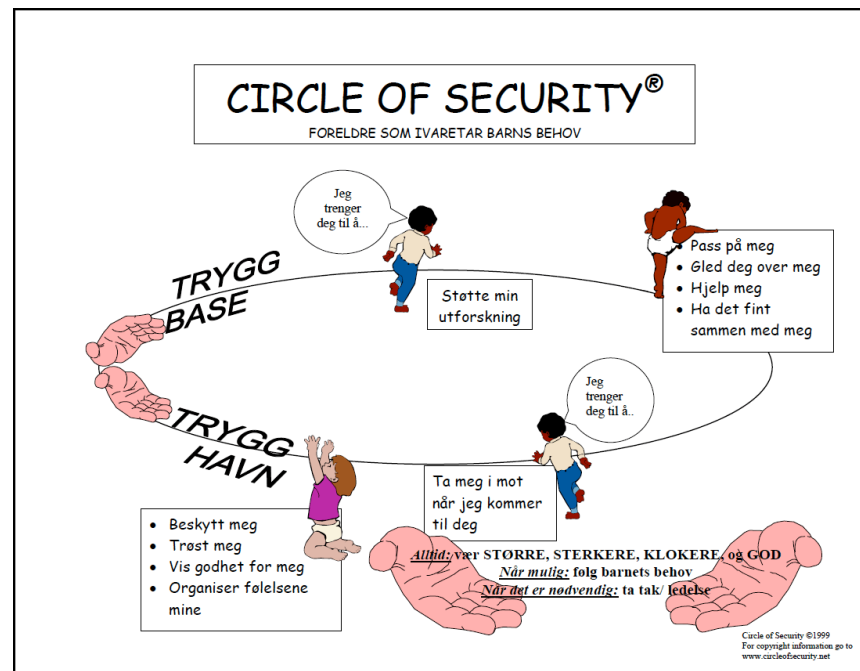 CIRCLE OF SECURITY®
FORELDRE SOM IVARETAR BARNS BEHOV
Jeg
trenger
deg til å...
TRYGG
BASE
Støtte min
utforskning
• Pass på meg
• Gled deg over meg
• Hjelp meg
• Ha det fint
sammen med meg
Jeg
trenger
deg til å..
TRYGG
HAVN
Ta meg i mot
når jeg kommer
til deg
• Beskytt meg
• Trøst meg
• Vis godhet for meg
• Organiser følelsene
mine
Alltid: vær STØRRE, STERKERE, KLOKERE, og GOD
Når mulig: følg barnets behov
Når det er nødvendig: ta tak/ ledelse
Circle of Security ©1999
For copyright information go to
www.circleofsecurity.net